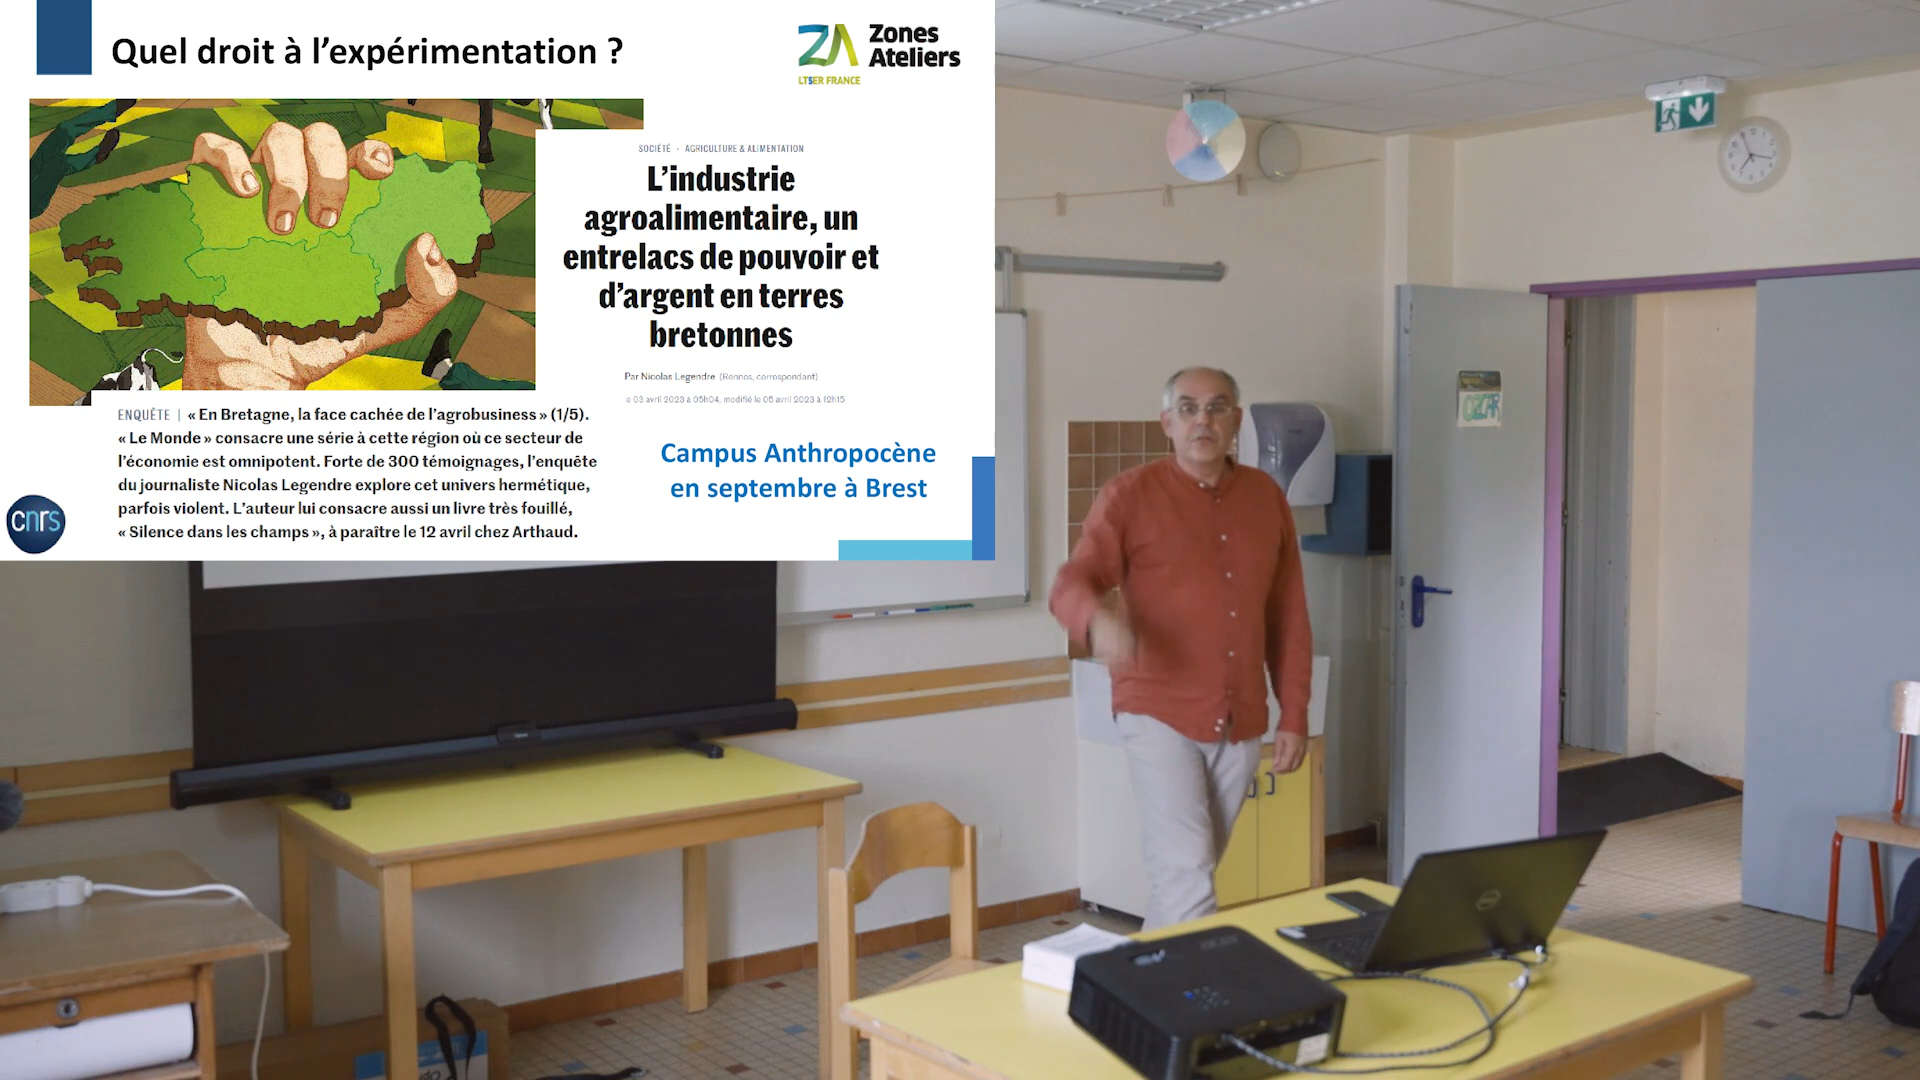 Quel droit à l’expérimentation ?
Zones
Ateliers
LTSER FRANCE
SOCIÉTÉ · AGRICULTURE & ALIMENTATION
L’industrie
agroalimentaire, un
entrelacs de pouvoir et
d’argent en terres
bretonnes
Par Nicolas Legendre (Rennes, correspondant)
le 03 avril 2023 à 05h04, modifié le 05 avril 2023 à 12h15
ENQUÊTE | « En Bretagne, la face cachée de l’agrobusiness » (1/5).
« Le Monde » consacre une série à cette région où ce secteur de
l’économie est omnipotent. Forte de 300 témoignages, l’enquête
du journaliste Nicolas Legendre explore cet univers hermétique,
parfois violent. L’auteur lui consacre aussi un livre très fouillé,
« Silence dans les champs », à paraître le 12 avril chez Arthaud.
Campus Anthropocène
en septembre à Brest
cnrs
OZCAR
DELL